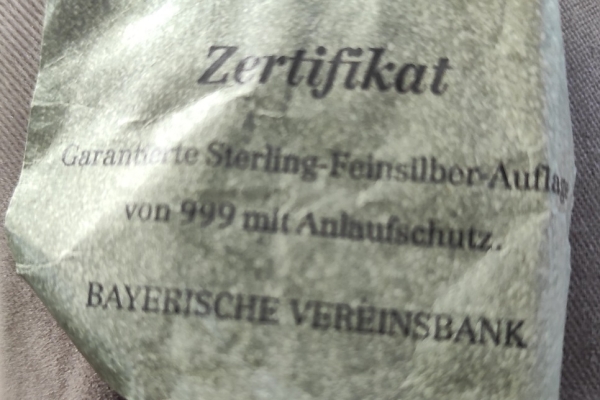 Zertifikat
Garantierte Sterling-Feinsilber-Auflage
von 999 mit Anlaufschutz.
BAYERISCHE VEREINSBANK